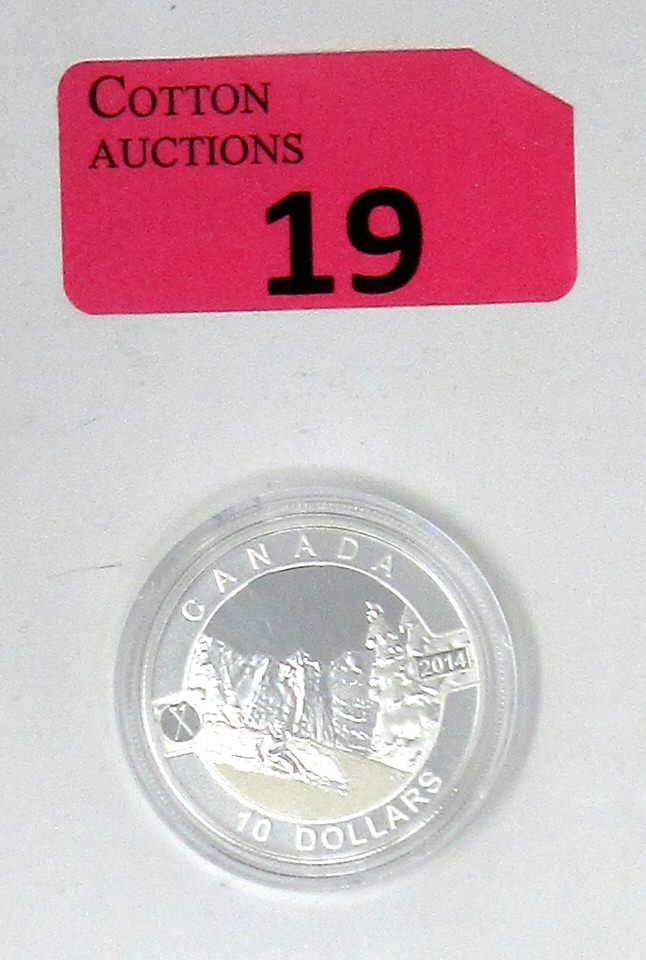 COTTON
AUCTIONS
19
CANADA
2014
10 DOLLARS